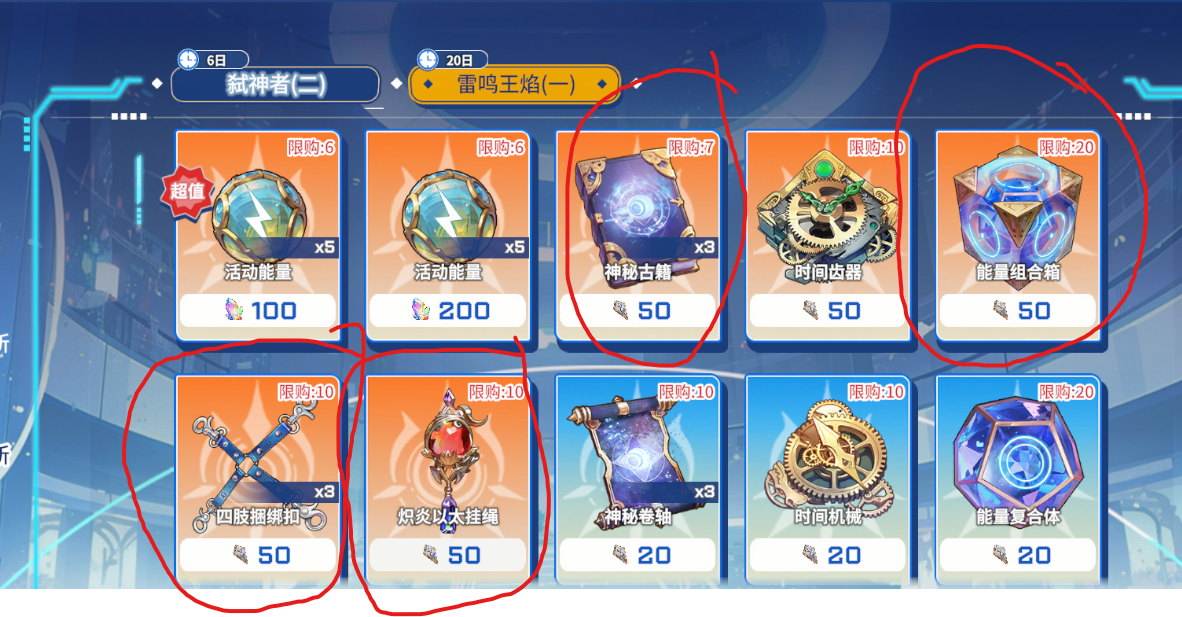 6日
20日
弑神者(二)
雷鸣王焰(一)
限购:6
超值
x5
活动能量
100
限购:6
x5
活动能量
200
限购:7
x3
神秘古籍
50
限购:10
时间齿器
50
限购:20
能量组合箱
50
限购:10
x3
四肢捆绑扣
50
限购:10
炽炎以太挂绳
50
限购:10
x3
神秘卷轴
20
限购:10
时间机械
20
限购:20
能量复合体
20